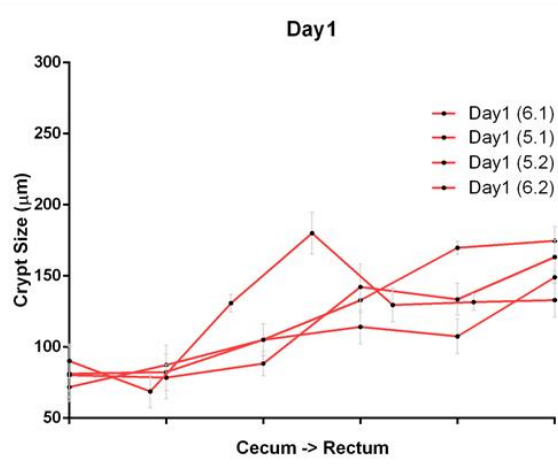 Day1
300
250
200
150
100
50
Crypt Size (μm)
Day1 (6.1)
Day1 (5.1)
Day1 (5.2)
Day1 (6.2)
Cecum -> Rectum